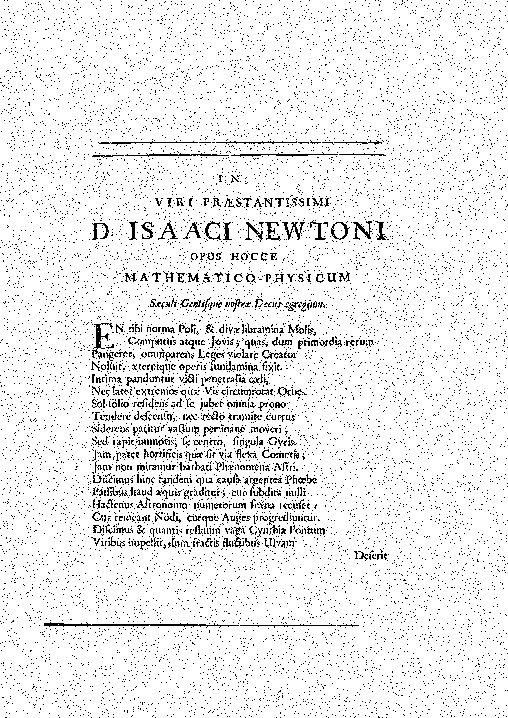 IN
VIRI PRÆSTANTISSIMI
D. ISAACI NEWTONI
OPUS HOCCE
MATHEMATICO-PHYSICUM
Sæculi Gentisque nostræ Decus egregium.
EN tibi norma Poli, & divæ libramina Molis,
Computus atque Jovis; quas, dum primordia rerum
Pangeret, omniparens Leges violare Creator
Noluit, æternique operis fundamina fixit.
Intima panduntur victi penetralia cæli,
Nec latet extremos quæ Vis circumrotat Orbes.
Sol solio residens ad se jubet omnia prono
Tendere descensu, nec recto tramite currus
Sidereos patitur vastum per inane moveri;
Sed rapit immotis, se centro, singula Gyris.
Jam patet horrificis quæ sit via flexa Cometis;
Jam non miramur barbati Phænomena Astri.
Discimus hinc tandem qua causa argentea Phœbe
Passibus haud æquis graditur; cur subdita nulli
Hactenus Astronomo numerorum fræna recuset:
Cur remeant Nodi, curque Auges progrediuntur.
Discimus & quantis refluum vaga Cynthia Pontum
Viribus impellit, dum fractis fluctibus Ulvam
Deserit